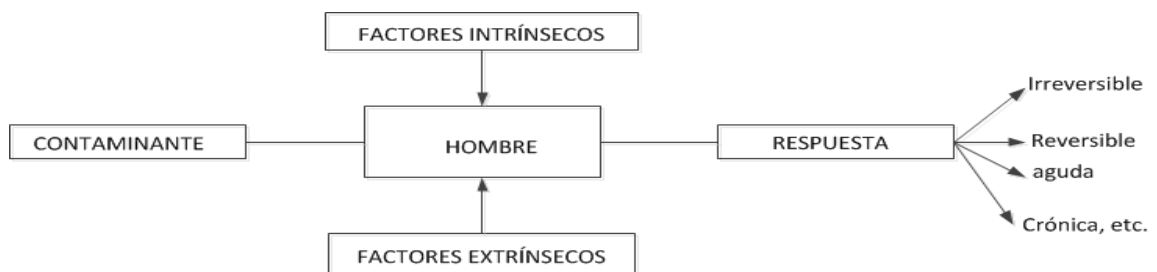 FACTORES INTRÍNSECOS
CONTAMINANTE
HOMBRE
RESPUESTA
Irreversible
Reversible
aguda
Crónica, etc.
FACTORES EXTRÍNSECOS